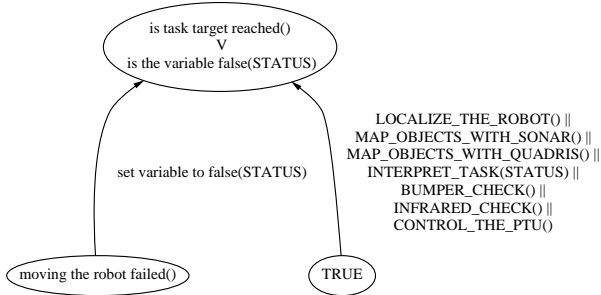 is task target reached()
V
is the variable false(STATUS)
LOCALIZE_THE_ROBOT() ||
MAP_OBJECTS_WITH_SONAR() ||
MAP_OBJECTS_WITH_QUADRIS() ||
INTERPRET_TASK(STATUS) ||
BUMPER_CHECK() ||
INFRARED_CHECK() ||
CONTROL_THE_PTU()
set variable to false(STATUS)
moving the robot failed()
TRUE